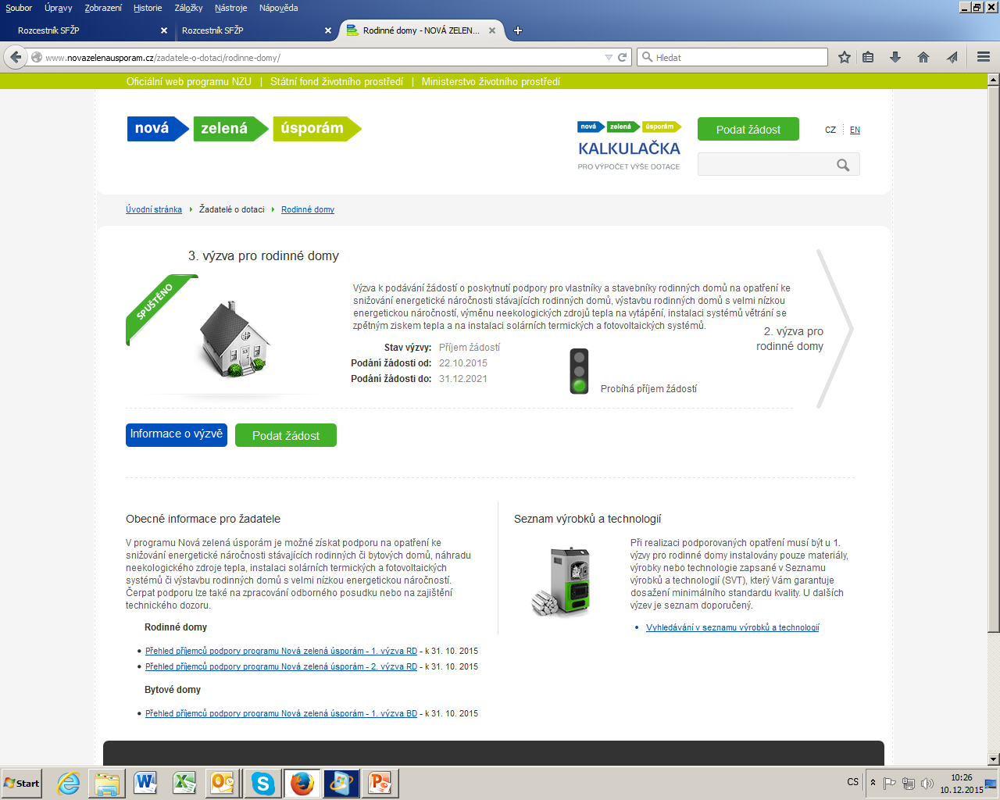 Soubor Úpravy Zobrazení Historie Záložky Nástroje Nápověda
Rozcestník SFŽP
Rozcestník SFŽP
Rodinné domy - NOVÁ ZELEN...
www.novazelenausporam.cz/zadatele-o-dotaci/rodinne-domy/
Hledat
Oficiální web programu NZU | Státní fond životního prostředí | Ministerstvo životního prostředí
nová zelená úsporám
nová zelená úsporám
KALKULAČKA
PRO VÝPOČET VÝŠE DOTACE
Podat žádost
CZ EN
Úvodní stránka Žadatelé o dotaci Rodinné domy
3. výzva pro rodinné domy
SPUŠTĚNO
Výzva k podávání žádostí o poskytnutí podpory pro vlastníky a stavebníky rodinných domů na opatření ke
snižování energetické náročnosti stávajících rodinných domů, výstavbu rodinných domů s velmi nízkou
energetickou náročností, výměnu neekologických zdrojů tepla na vytápění, instalaci systémů větrání se
zpětným ziskem tepla a na instalaci solárních termických a fotovoltaických systémů.
2. výzva pro
rodinné domy
Stav výzvy: Příjem žádostí
Podání žádosti od: 22.10.2015
Podání žádosti do: 31.12.2021
Probíhá příjem žádostí
Informace o výzvě
Podat žádost
Obecné informace pro žadatele
V programu Nová zelená úsporám je možné získat podporu na opatření ke
snižování energetické náročnosti stávajících rodinných či bytových domů, náhradu
neekologického zdroje tepla, instalaci solárních termických a fotovoltaických
systémů či výstavbu rodinných domů s velmi nízkou energetickou náročností.
Čerpat podporu lze také na zpracování odborného posudku nebo na zajištění
technického dozoru.
Rodinné domy
• Přehled příjemců podpory programu Nová zelená úsporám - 1. výzva RD - k 31. 10. 2015
• Přehled příjemců podpory programu Nová zelená úsporám - 2. výzva RD - k 31. 10. 2015
Bytové domy
• Přehled příjemců podpory programu Nová zelená úsporám - 1. výzva BD - k 31. 10. 2015
Seznam výrobků a technologií
Při realizaci podporovaných opatření musí být u 1.
výzvy pro rodinné domy instalovány pouze materiály,
výrobky nebo technologie zapsané v Seznamu
výrobků a technologií (SVT), který Vám garantuje
dosažení minimálního standardu kvality. U dalších
výzev je seznam doporučený.
• Vyhledávání v seznamu výrobků a technologií
Start
CS
10:26
10.12.2015